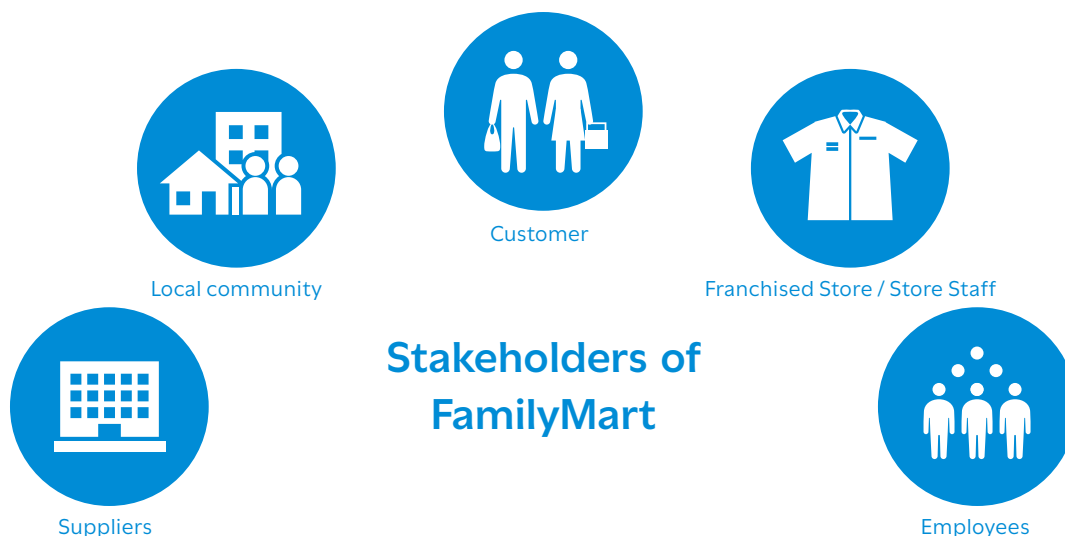 Customer
Local community
Franchised Store / Store Staff
Stakeholders of
FamilyMart
Suppliers
Employees